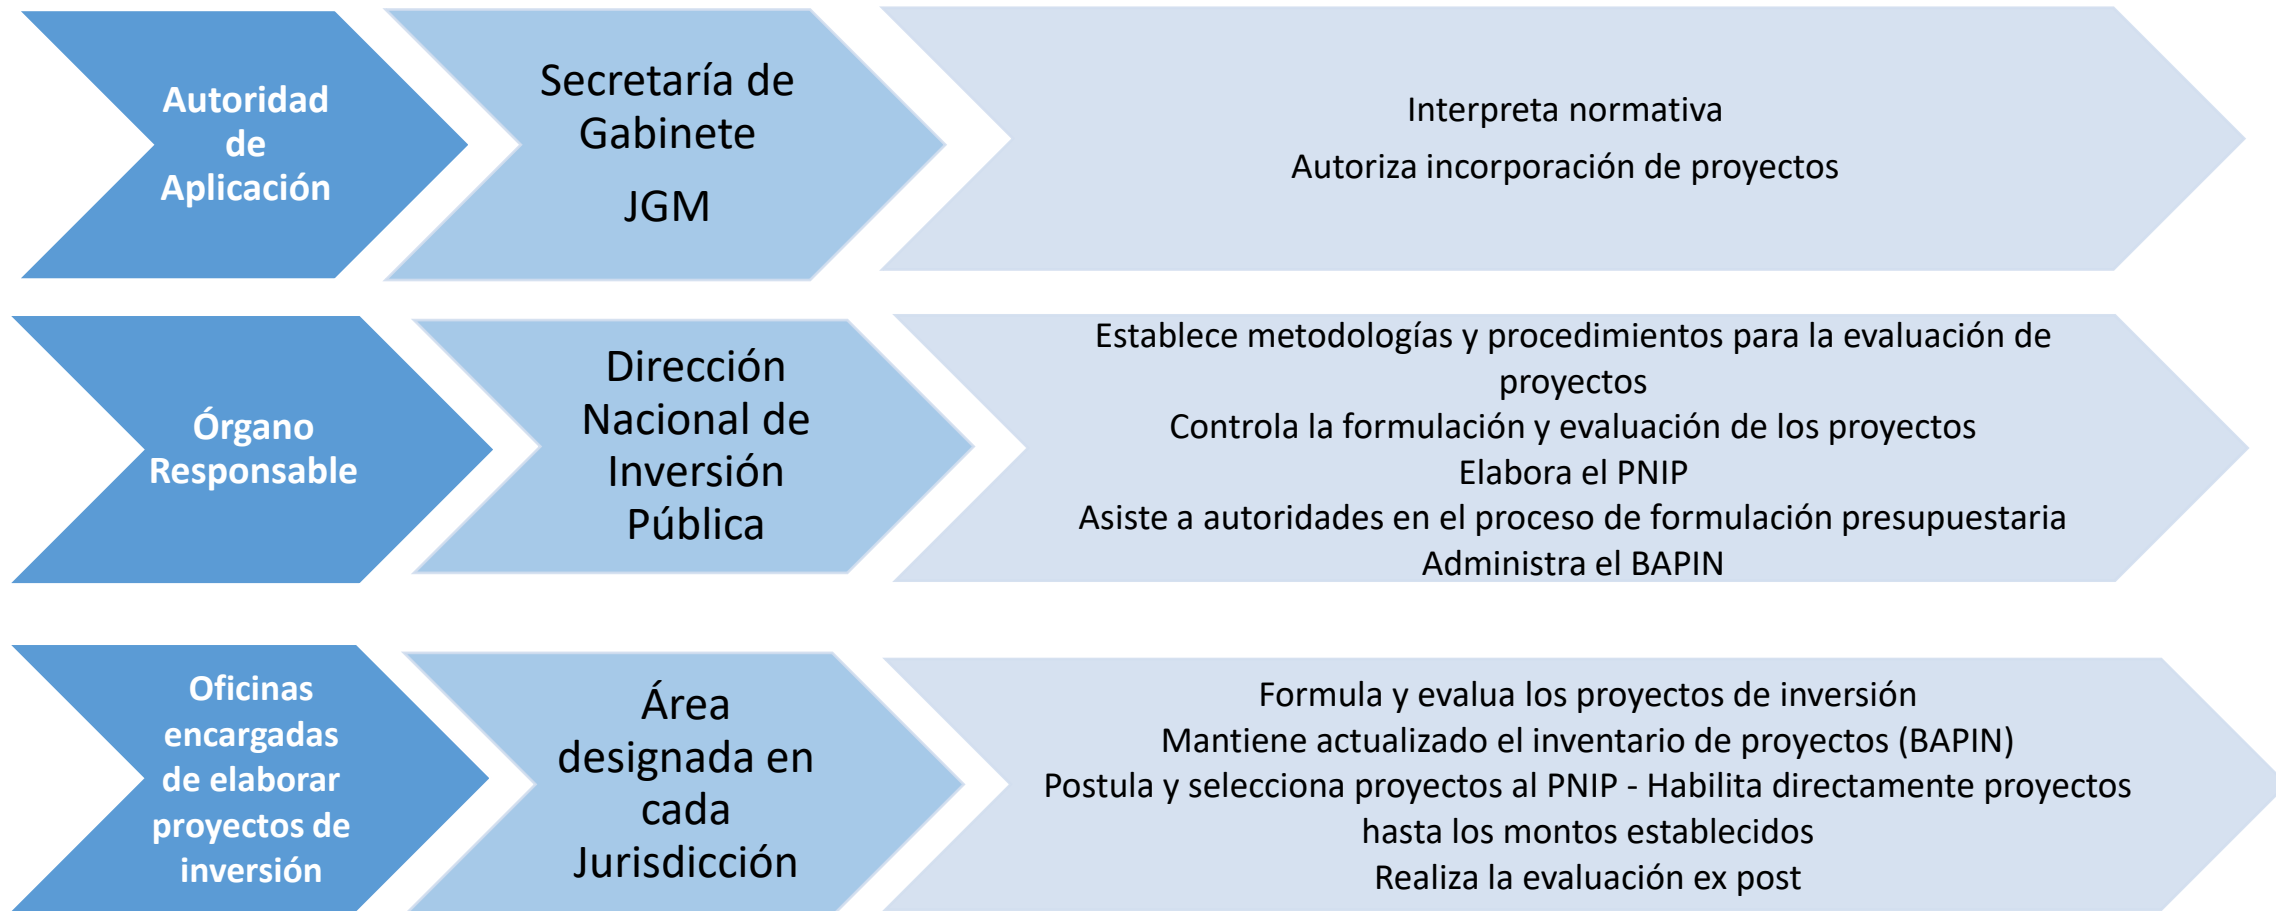 Autoridad
de
Aplicación
Secretaría de
Gabinete
JGM
Interpreta normativa
Autoriza incorporación de proyectos
Órgano
Responsable
Dirección
Nacional de
Inversión
Pública
Establece metodologías y procedimientos para la evaluación de
proyectos
Controla la formulación y evaluación de los proyectos
Elabora el PNIP
Asiste a autoridades en el proceso de formulación presupuestaria
Administra el BAPIN
Oficinas
encargadas
de elaborar
proyectos de
inversión
Área
designada en
cada
Jurisdicción
Formula y evalua los proyectos de inversión
Mantiene actualizado el inventario de proyectos (BAPIN)
Postula y selecciona proyectos al PNIP - Habilita directamente proyectos
hasta los montos establecidos
Realiza la evaluación ex post